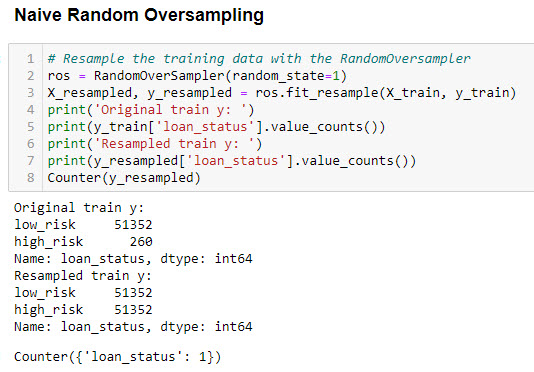 Naive Random Oversampling
1 # Resample the training data with the RandomOversampler
2 ros = RandomOverSampler(random_state=1)
3 X_resampled, y_resampled = ros.fit_resample(X_train, y_train)
4 print('Original train y: ')
5 print(y_train['loan_status'].value_counts())
6 print('Resampled train y: ')
7 print(y_resampled['loan_status'].value_counts())
8 Counter(y_resampled)
Original train y:
low_risk     51352
high_risk      260
Name: loan_status, dtype: int64
Resampled train y:
low_risk     51352
high_risk    51352
Name: loan_status, dtype: int64
Counter({'loan_status': 1})